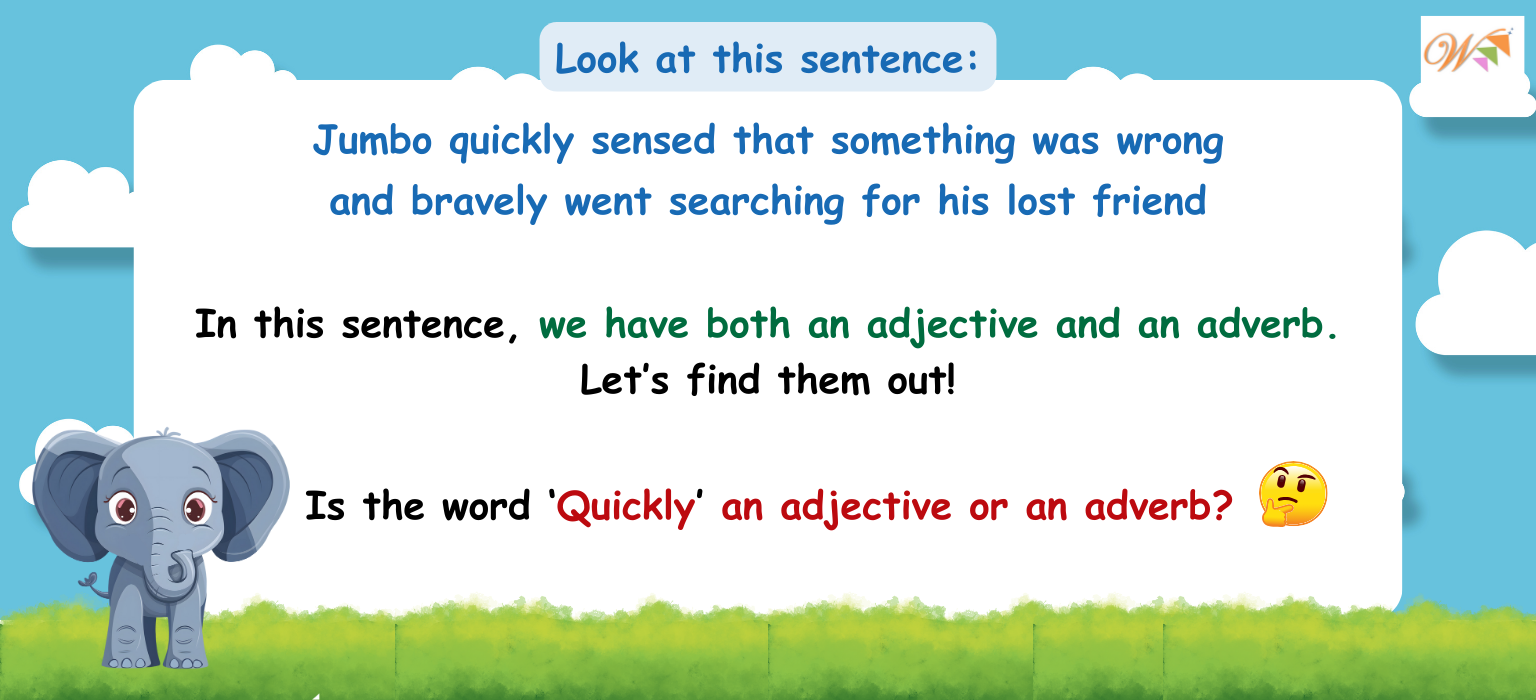 Look at this sentence:
Jumbo quickly sensed that something was wrong
and bravely went searching for his lost friend
In this sentence, we have both an adjective and an adverb.
Let's find them out!
Is the word ‘Quickly’ an adjective or an adverb?
W